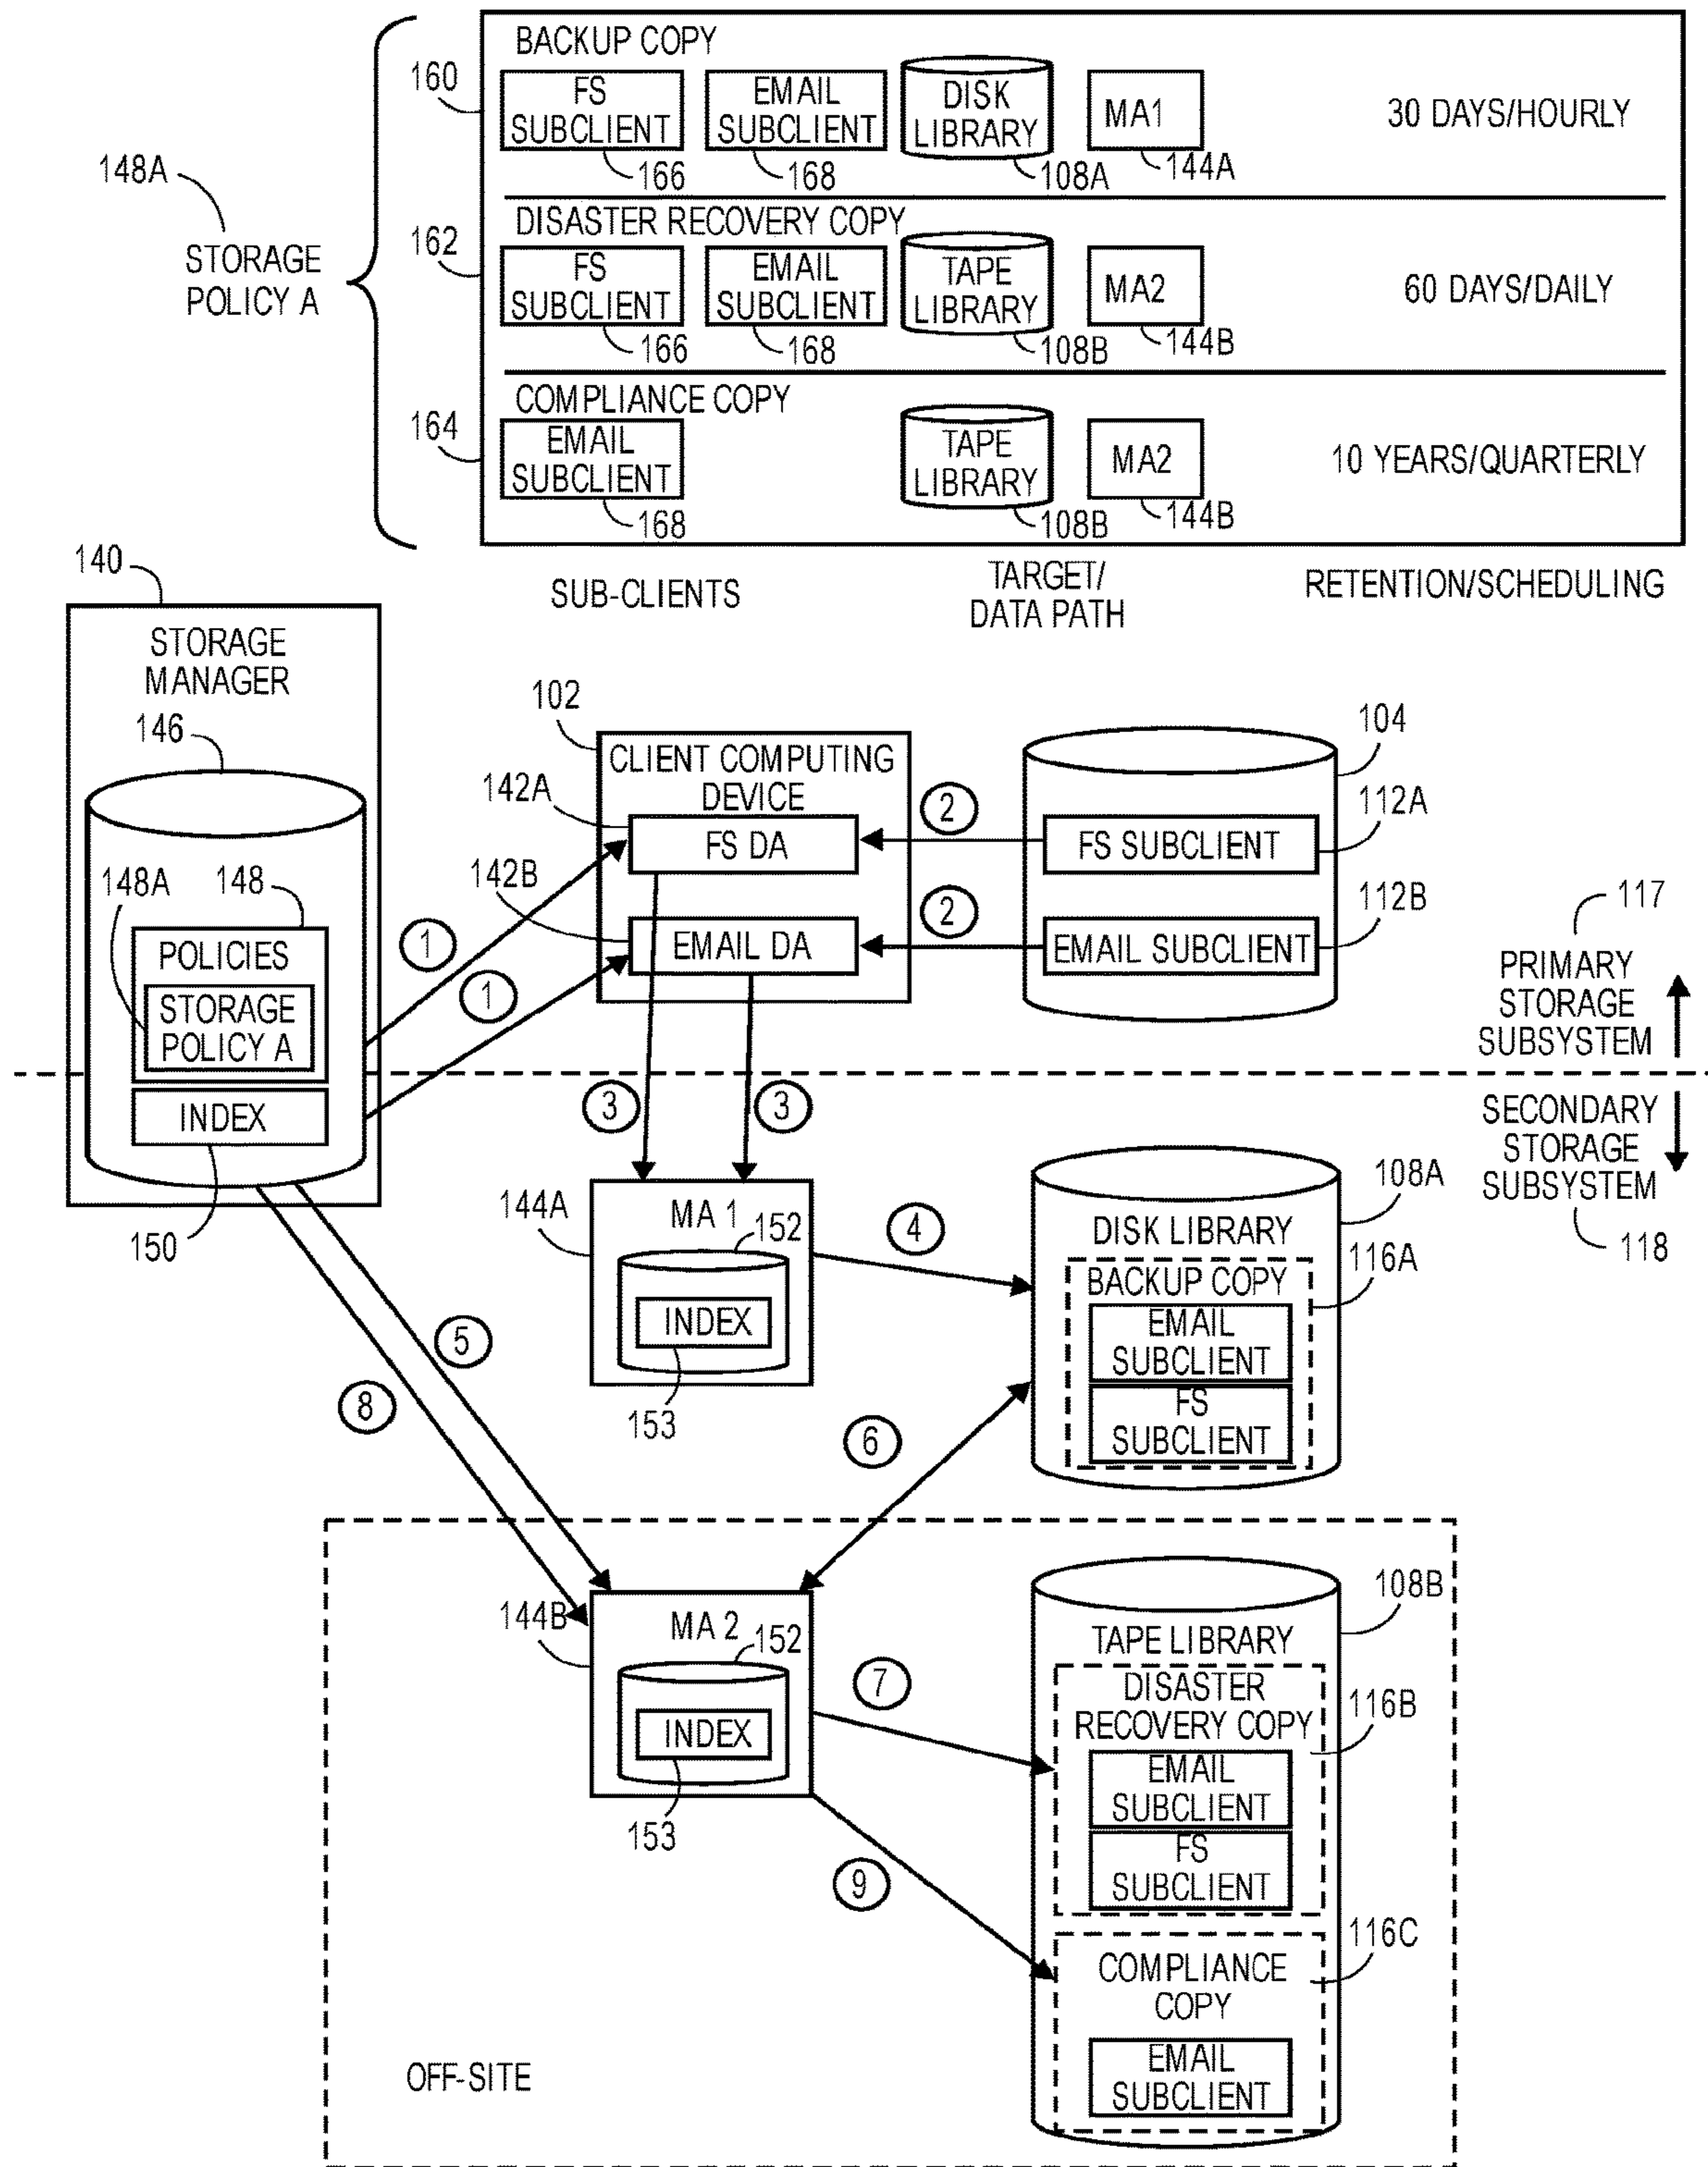 BACKUP COPY
160
FS
SUBCLIENT
166
EMAIL
SUBCLIENT
168
DISK
LIBRARY
108A
MA1
144A
30 DAYS/HOURLY
148A
STORAGE
POLICY A
DISASTER RECOVERY COPY
162
FS
SUBCLIENT
166
EMAIL
SUBCLIENT
168
TAPE
LIBRARY
108B
MA2
144B
60 DAYS/DAILY
COMPLIANCE COPY
164
EMAIL
SUBCLIENT
168
TAPE
LIBRARY
108B
MA2
144B
10 YEARS/QUARTERLY
SUB-CLIENTS
TARGET/
DATA PATH
RETENTION/SCHEDULING
140
STORAGE
MANAGER
146
148A
148
POLICIES
STORAGE
POLICY A
INDEX
150
102
CLIENT COMPUTING
DEVICE
142A
FS DA
142B
EMAIL DA
1
1
2
2
104
FS SUBCLIENT
112A
EMAIL SUBCLIENT
112B
117
PRIMARY
STORAGE
SUBSYSTEM
SECONDARY
STORAGE
SUBSYSTEM
118
3
3
144A
MA 1
152
INDEX
153
4
108A
DISK LIBRARY
116A
BACKUP COPY
EMAIL
SUBCLIENT
FS
SUBCLIENT
5
8
6
144B
MA 2
152
INDEX
153
7
9
108B
TAPE LIBRARY
DISASTER
RECOVERY COPY
116B
EMAIL
SUBCLIENT
FS
SUBCLIENT
116C
COMPLIANCE
COPY
EMAIL
SUBCLIENT
OFF-SITE